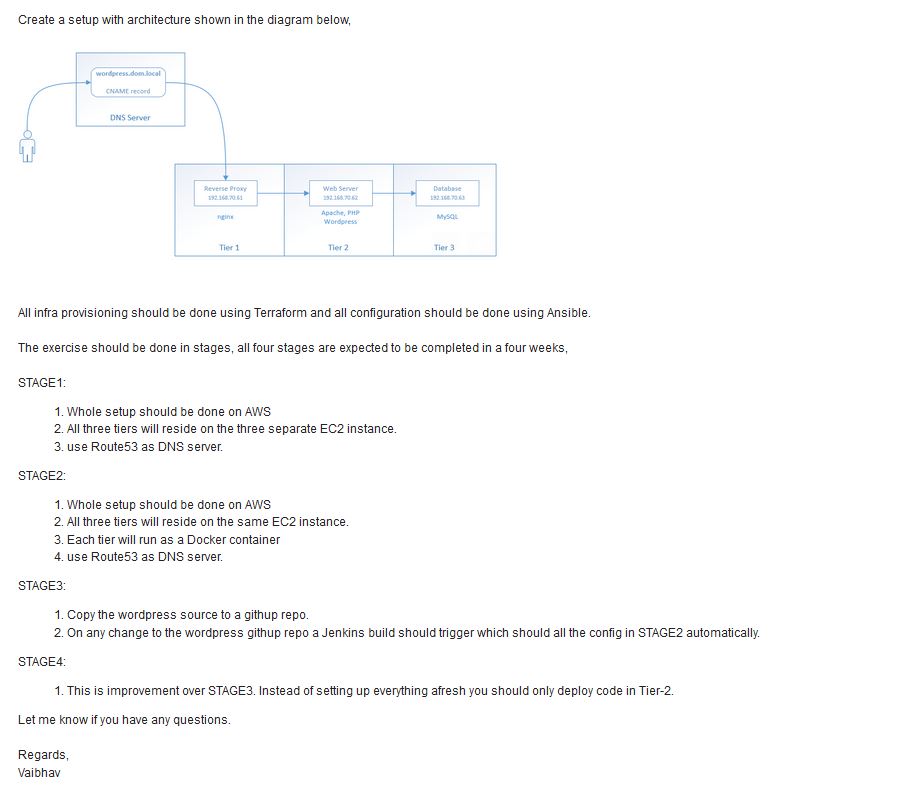 Create a setup with architecture shown in the diagram below,
wordpress.dom.local
CNAME record
DNS Server
Reverse Proxy
192.168.70.61
nginx
Tier 1
Web Server
192.168.70.62
Apache, PHP
Wordpress
Tier 2
Database
192.168.70.63
MySQL
Tier 3
All infra provisioning should be done using Terraform and all configuration should be done using Ansible.
The exercise should be done in stages, all four stages are expected to be completed in a four weeks,
STAGE1:
1. Whole setup should be done on AWS
2. All three tiers will reside on the three separate EC2 instance.
3. use Route53 as DNS server.
STAGE2:
1. Whole setup should be done on AWS
2. All three tiers will reside on the same EC2 instance.
3. Each tier will run as a Docker container
4. use Route53 as DNS server.
STAGE3:
1. Copy the wordpress source to a githup repo.
2. On any change to the wordpress githup repo a Jenkins build should trigger which should all the config in STAGE2 automatically.
STAGE4:
1. This is improvement over STAGE3. Instead of setting up everything afresh you should only deploy code in Tier-2.
Let me know if you have any questions.
Regards,
Vaibhav